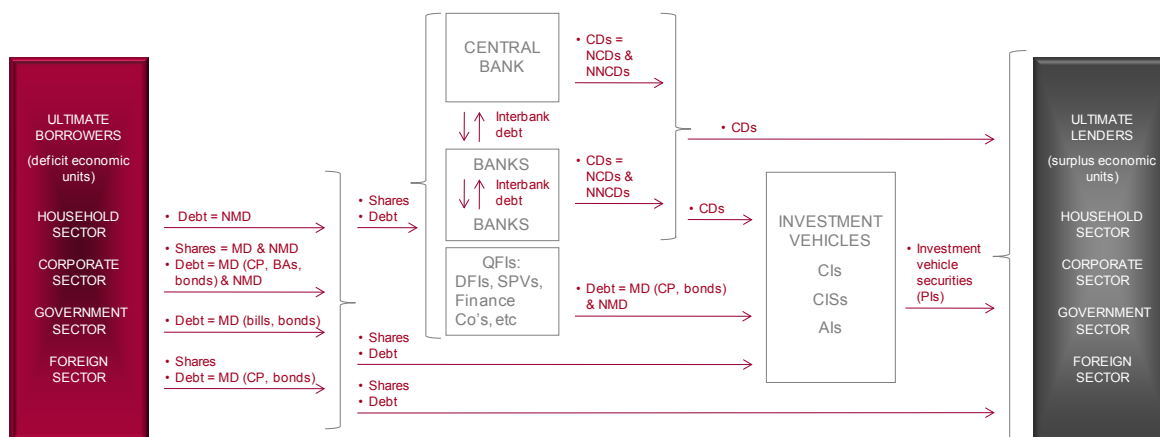 ULTIMATE
BORROWERS
(deficit economic
units)
HOUSEHOLD
SECTOR
CORPORATE
SECTOR
GOVERNMENT
SECTOR
FOREIGN
SECTOR
• Debt = NMD
• Shares = MD & NMD
• Debt = MD (CP, BAs,
bonds) & NMD
• Debt = MD (bills, bonds)
• Shares
• Debt = MD (CP, bonds)
• Shares
• Debt
CENTRAL
BANK
Interbank
debt
BANKS
Interbank
debt
BANKS
QFIs:
DFIs, SPVs,
Finance
Co's, etc
• CDs =
NCDs &
NNCDs
• CDs =
NCDs &
NNCDs
• Debt = MD (CP, bonds)
& NMD
• Shares
• Debt
• Shares
• Debt
• CDs
• CDs
INVESTMENT
VEHICLES
CIs
CISs
AIs
• Investment
vehicle
securities
(PIs)
ULTIMATE
LENDERS
(surplus economic
units)
HOUSEHOLD
SECTOR
CORPORATE
SECTOR
GOVERNMENT
SECTOR
FOREIGN
SECTOR